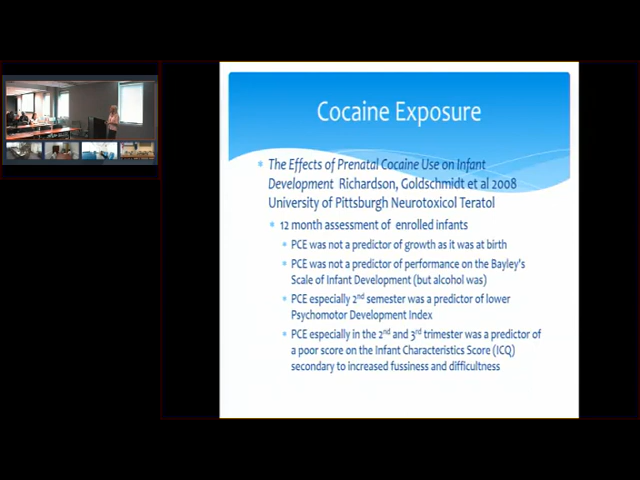 Cocaine Exposure
The Effects of Prenatal Cocaine Use on Infant
Development Richardson, Goldschmidt et al 2008
University of Pittsburgh Neurotoxicol Teratol
12 month assessment of enrolled infants
PCE was not a predictor of growth as it was at birth
PCE was not a predictor of performance on the Bayley's
Scale of Infant Development (but alcohol was)
PCE especially 2nd semester was a predictor of lower
Psychomotor Development Index
PCE especially in the 2nd and 3rd trimester was a predictor of
a poor score on the Infant Characteristics Score (ICQ)
secondary to increased fussiness and difficultness